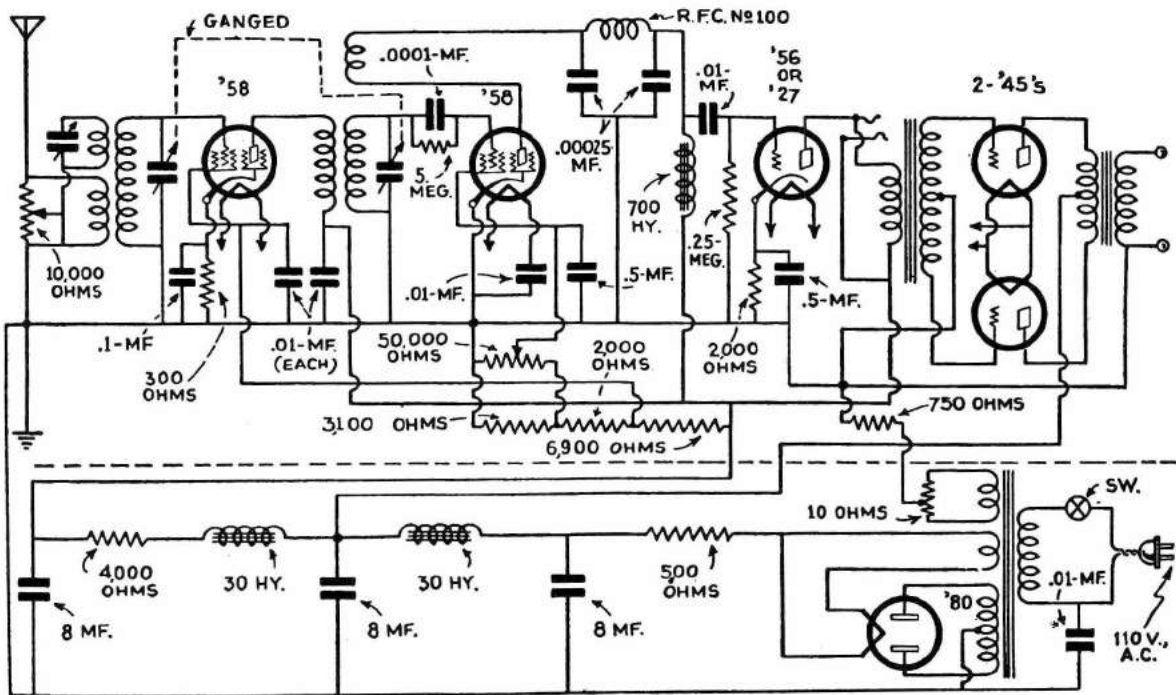 GANGED
R.F.C. No100
.0001-MF.
'58
'58
.01-
MF.
'56
OR
'27
2-'45's
5.
MEG.
.00025-
MF.
700
HY.
.25-
MEG.
10,000
OHMS
.1-MF
300
OHMS
.01-MF.
(EACH)
.01-MF.
.5-MF.
50,000
OHMS
2,000
OHMS
2,000
OHMS
.5-MF.
3,100 OHMS
6,900 OHMS
750 OHMS
10 OHMS
SW.
4,000
OHMS
30 HY.
30 HY.
500
OHMS
'80
.01-MF.
8 MF.
8 MF.
8 MF.
110 V.,
A.C.